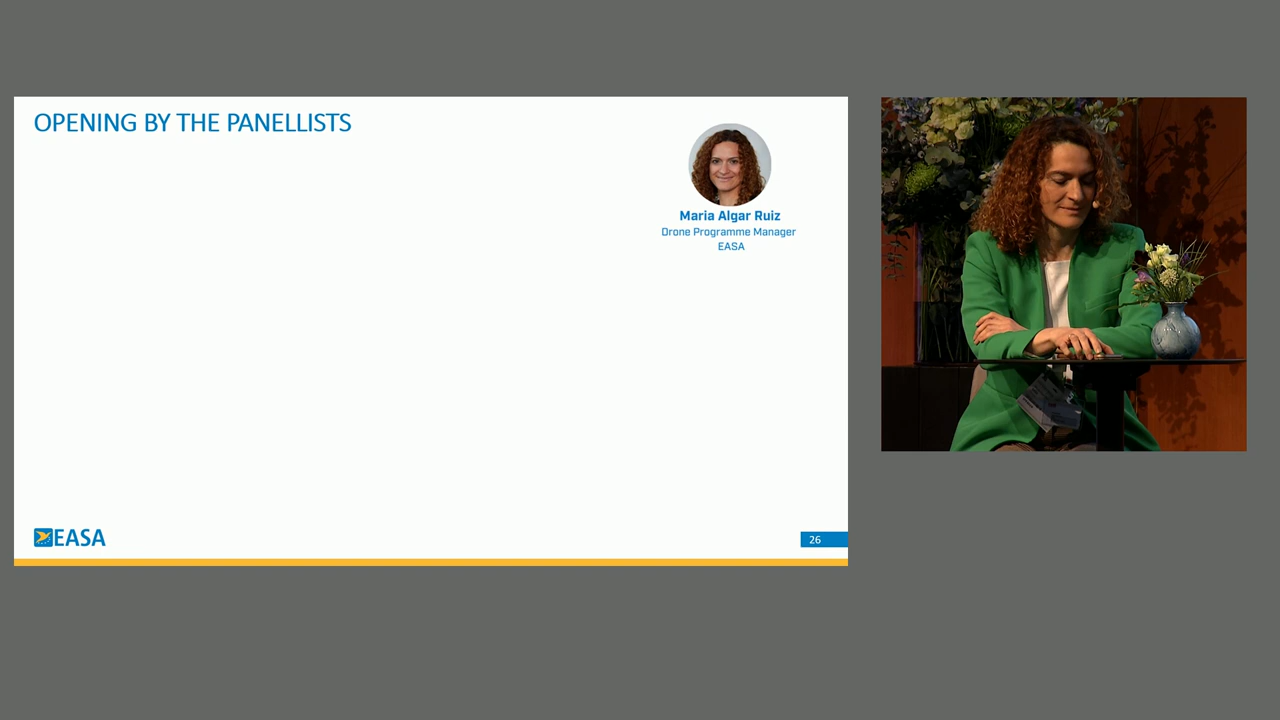 OPENING BY THE PANELLISTS
Maria Algar Ruiz
Drone Programme Manager
EASA
EASA
26